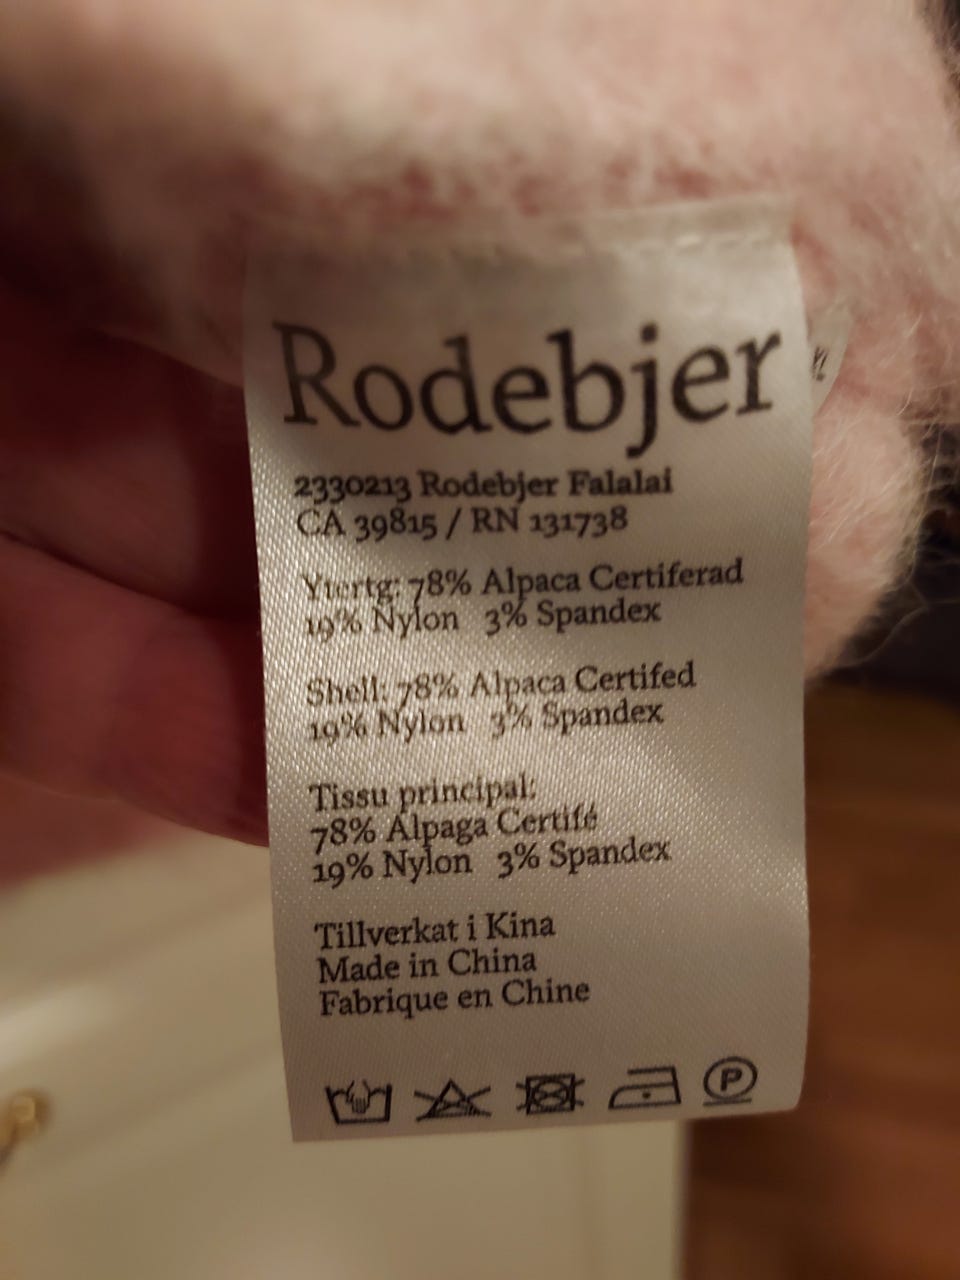 Rodebjer
2330213 Rodebjer Falalai
CA 39815 / RN 131738
Ytertg: 78% Alpaca Certiferad
19% Nylon 3% Spandex
Shell: 78% Alpaca Certifed
19% Nylon 3% Spandex
Tissu principal:
78% Alpaga Certifé
19% Nylon 3% Spandex
Tillverkat i Kina
Made in China
Fabrique en Chine
P